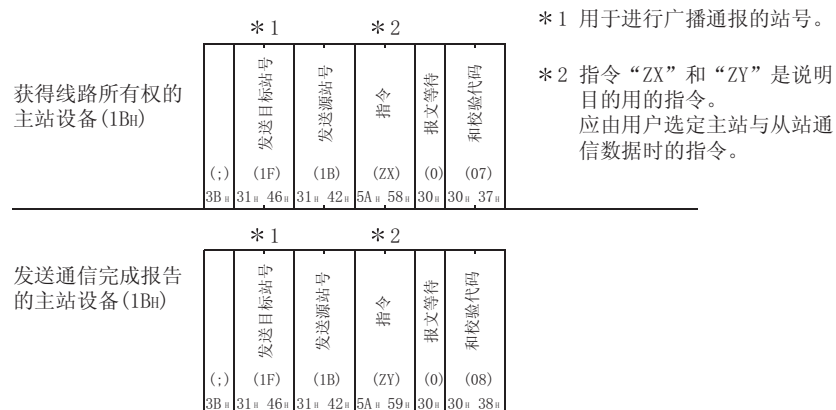 ＊1 用于进行广播通报的站号。
＊2 指令“ZX”和“ZY”是说明
目的用的指令。
应由用户选定主站与从站通
信数据时的指令。
＊1 ＊2
获得线路所有权的
主站设备(1BH)
发送目标站号 发送源站号 指令 报文等待 和校验代码
(;) (1F) (1B) (ZX) (0) (07)
3BH 31H 46H 31H 42H 5AH 58H 30H 30H 37H
＊1 ＊2
发送通信完成报告
的主站设备(1BH)
发送目标站号 发送源站号 指令 报文等待 和校验代码
(;) (1F) (1B) (ZY) (0) (08)
3BH 31H 46H 31H 42H 5AH 59H 30H 30H 38H